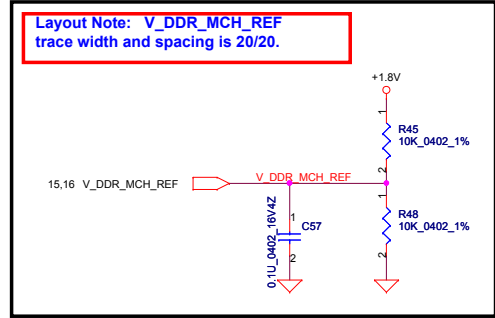 Layout Note: V_DDR_MCH_REF
trace width and spacing is 20/20.
+1.8V
1
R45
10K_0402_1%
2
15,16 V_DDR_MCH_REF
V_DDR_MCH_REF
1
R48
10K_0402_1%
2
1
C57
2
0.1U_0402_16V4Z